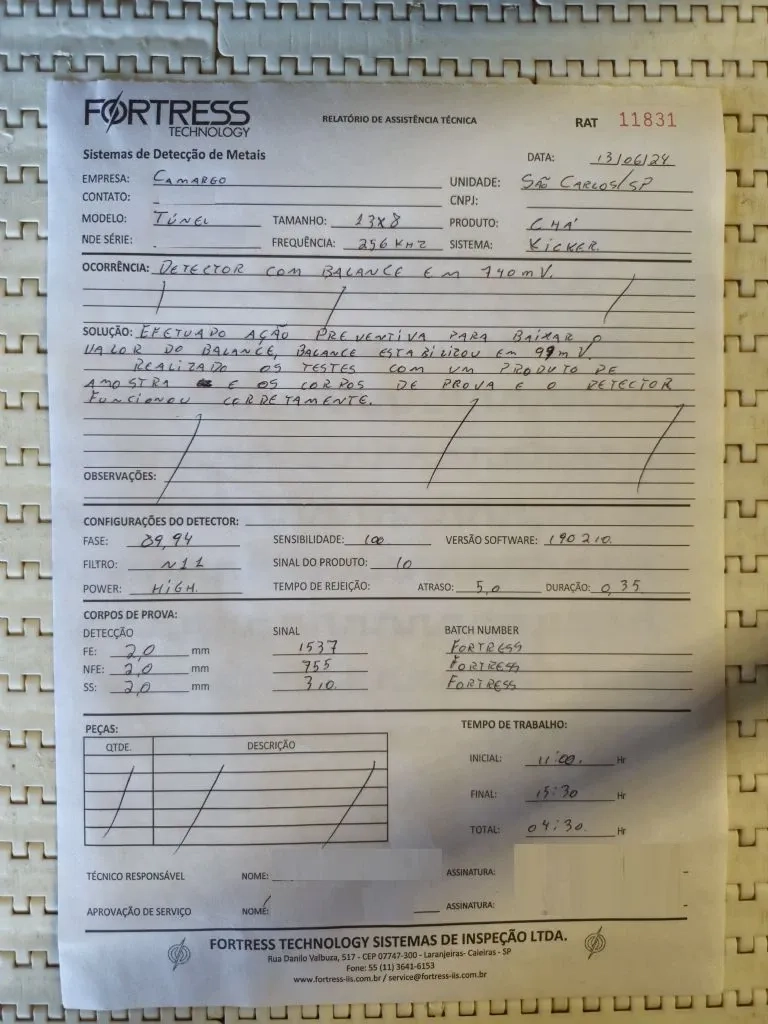 FORTRESS
TECHNOLOGY
RELATÓRIO DE ASSISTÊNCIA TÉCNICA
RAT 11831
Sistemas de Detecção de Metais
DATA: 13/06/24
EMPRESA: CAMARGO
UNIDADE: SÃO CARLOS/SP
CONTATO:
CNPJ:
MODELO: TÚNEL TAMANHO: 13X8 PRODUTO: CHÁ
NDE SÉRIE: FREQUÊNCIA: 256 KHZ SISTEMA: KICKER.
OCORRÊNCIA: DETECTOR COM BALANCE EM 740mV.
SOLUÇÃO: EFETUADO AÇÃO PREVENTIVA PARA BAIXAR O
VALOR DO BALANCE, BALANCE ESTABILIZOU EM 99mV.
REALIZADO OS TESTES COM UM PRODUTO DE
AMOSTRA E OS CORPOS DE PROVA E O DETECTOR
FUNCIONOU CORRETAMENTE.
OBSERVAÇÕES:
CONFIGURAÇÕES DO DETECTOR:
FASE: 89,94 SENSIBILIDADE: 100 VERSÃO SOFTWARE: 190210.
FILTRO: N11 SINAL DO PRODUTO: 10
POWER: HIGH. TEMPO DE REJEIÇÃO: ATRASO: 5,0 DURAÇÃO: 0,35
CORPOS DE PROVA:
DETECÇÃO SINAL BATCH NUMBER
FE: 2,0 mm 1537 FORTRESS
NFE: 2,0 mm 755 FORTRESS
SS: 2,0 mm 310. FORTRESS
PEÇAS:
TEMPO DE TRABALHO:
QTDE. DESCRIÇÃO
INICIAL: 11:00. Hr
FINAL: 15:30 Hr
TOTAL: 04:30. Hr
TÉCNICO RESPONSÁVEL NOME: ASSINATURA:
APROVAÇÃO DE SERVIÇO NOME: ASSINATURA:
FORTRESS TECHNOLOGY SISTEMAS DE INSPEÇÃO LTDA.
Rua Danilo Valbuza, 517 - CEP 07747-300 - Laranjeiras- Caieiras - SP
Fone: 55 (11) 3641-6153
www.fortress-iis.com.br / service@fortress-iis.com.br